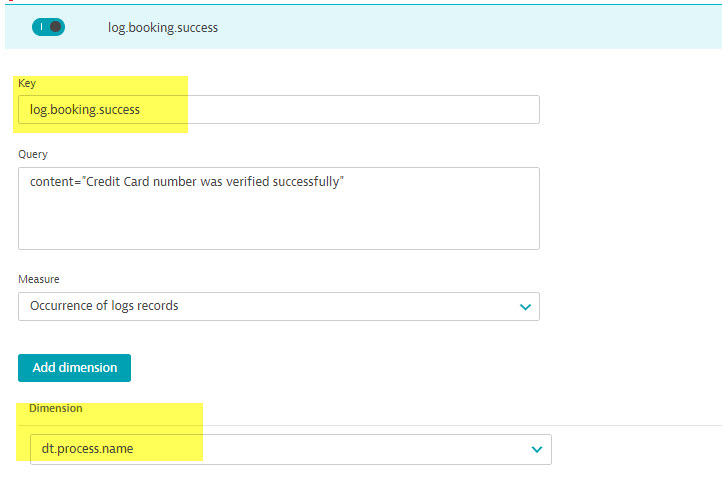 log.booking.success
Key
log.booking.success
Query
content="Credit Card number was verified successfully"
Measure
Occurrence of logs records
Add dimension
Dimension
dt.process.name